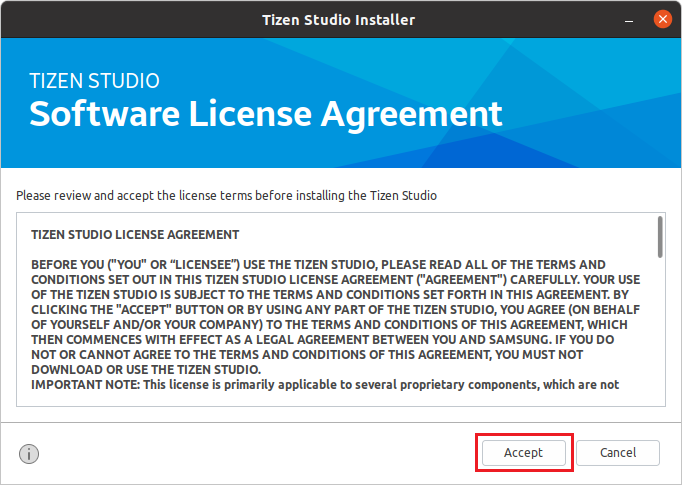 Tizen Studio Installer
TIZEN STUDIO
Software License Agreement
Please review and accept the license terms before installing the Tizen Studio
TIZEN STUDIO LICENSE AGREEMENT
BEFORE YOU ("YOU" OR “LICENSEE”) USE THE TIZEN STUDIO, PLEASE READ ALL OF THE TERMS AND
CONDITIONS SET OUT IN THIS TIZEN STUDIO LICENSE AGREEMENT ("AGREEMENT") CAREFULLY. YOUR USE
OF THE TIZEN STUDIO IS SUBJECT TO THE TERMS AND CONDITIONS SET FORTH IN THIS AGREEMENT. BY
CLICKING THE "ACCEPT" BUTTON OR BY USING ANY PART OF THE TIZEN STUDIO, YOU AGREE (ON BEHALF
OF YOURSELF AND/OR YOUR COMPANY) TO THE TERMS AND CONDITIONS OF THIS AGREEMENT, WHICH
THEN COMMENCES WITH EFFECT AS A LEGAL AGREEMENT BETWEEN YOU AND SAMSUNG. IF YOU DO
NOT OR CANNOT AGREE TO THE TERMS AND CONDITIONS OF THIS AGREEMENT, YOU MUST NOT
DOWNLOAD OR USE THE TIZEN STUDIO.
IMPORTANT NOTE: This license is primarily applicable to several proprietary components, which are not
Accept
Cancel